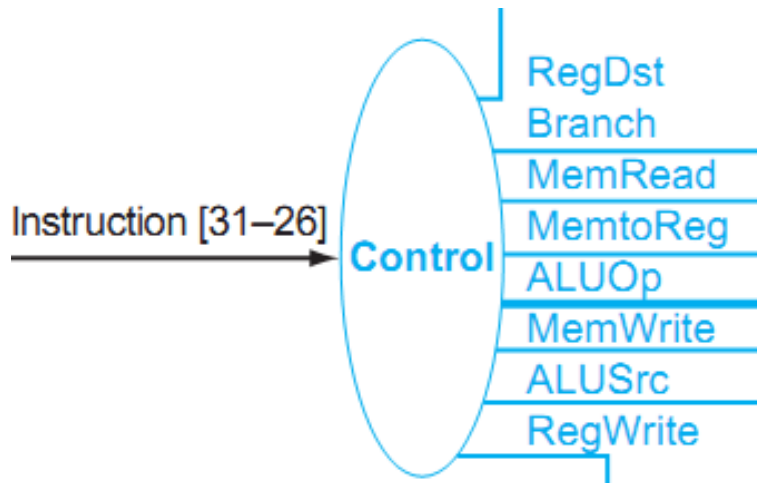 RegDst
Branch
MemRead
Instruction [31–26]
MemtoReg
Control
ALUOp
MemWrite
ALUSrc
RegWrite